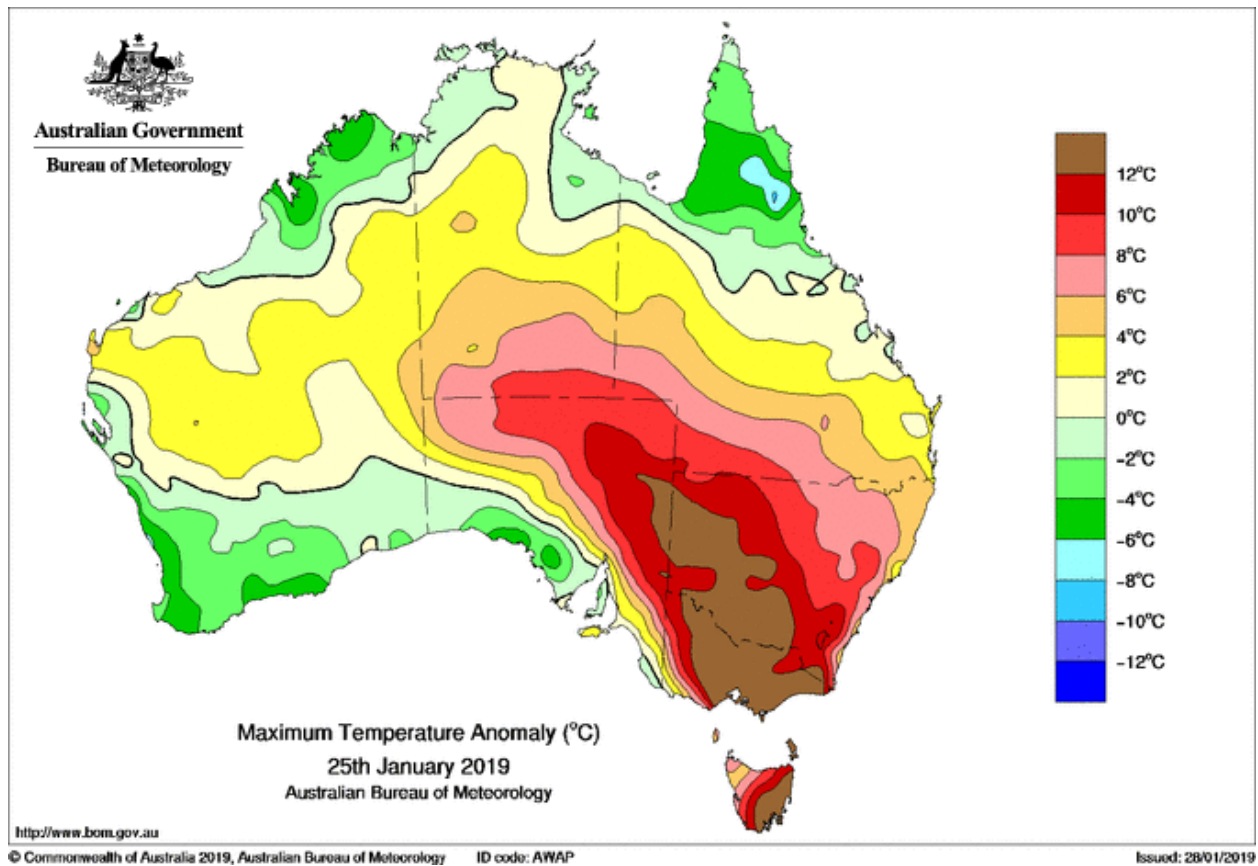 Australian Government
Bureau of Meteorology
12°C
10°C
8°C
6°C
4°C
2°C
0°C
-2°C
-4°C
-6°C
-8°C
-10°C
-12°C
Maximum Temperature Anomaly (°C)
25th January 2019
Australian Bureau of Meteorology
http://www.bom.gov.au
© Commonwealth of Australia 2019, Australian Bureau of Meteorology ID code: AWAP Issued: 28/01/2019